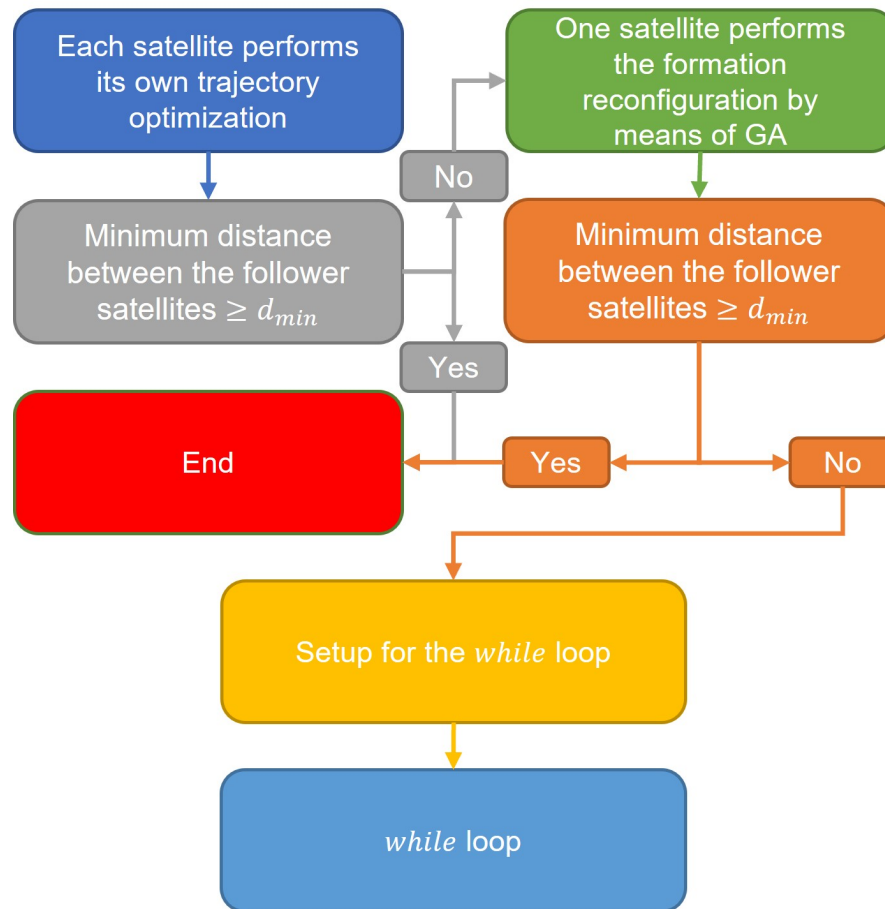 Each satellite performs
its own trajectory
optimization
One satellite performs
the formation
reconfiguration by
means of GA
No
Minimum distance
between the follower
satellites ≥ d_min
Minimum distance
between the follower
satellites ≥ d_min
Yes
End
Yes
No
Setup for the while loop
while loop